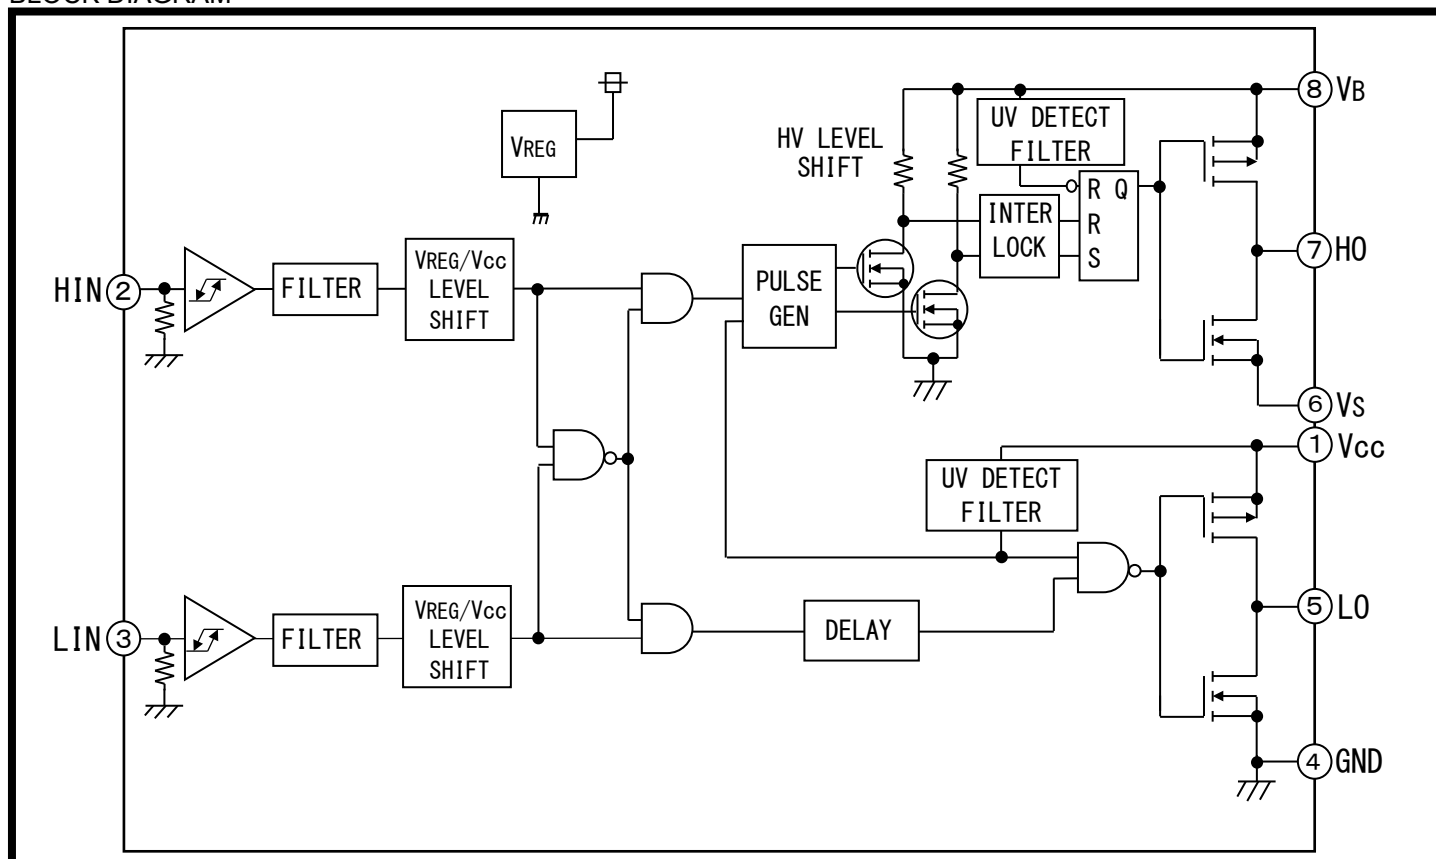 BLOCK DIAGRAM
8 VB
UV DETECT
FILTER
HV LEVEL
SHIFT
VREG
R Q
R
S
INTER
LOCK
7 HO
HIN 2
FILTER
VREG/Vcc
LEVEL
SHIFT
PULSE
GEN
6 VS
1 Vcc
UV DETECT
FILTER
LIN 3
FILTER
VREG/Vcc
LEVEL
SHIFT
DELAY
5 LO
4 GND